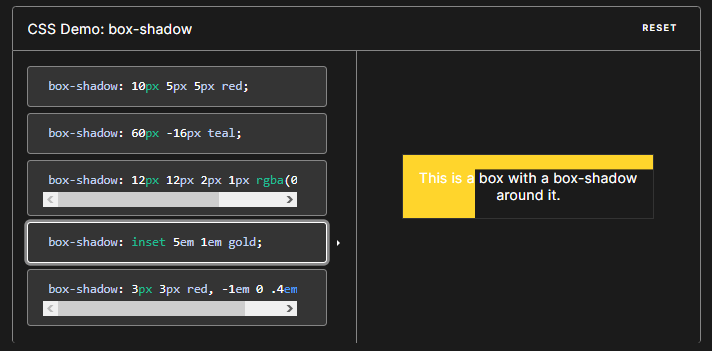 CSS Demo: box-shadow
RESET
box-shadow: 10px 5px 5px red;
box-shadow: 60px -16px teal;
box-shadow: 12px 12px 2px 1px rgba(0
box-shadow: inset 5em 1em gold;
box-shadow: 3px 3px red, -1em 0 .4em
This is a box with a box-shadow
around it.